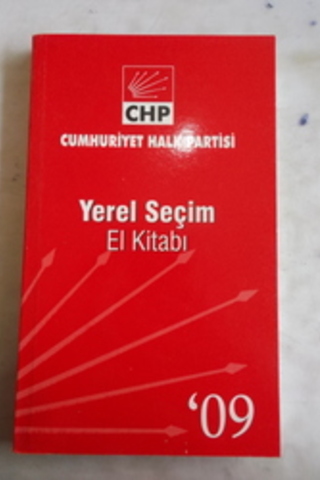 CHP
CUMHURİYET HALK PARTİSİ
Yerel Seçim
El Kitabı
'09